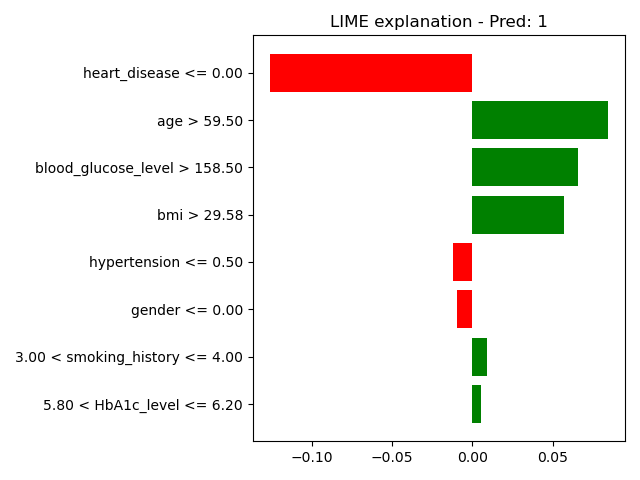 LIME explanation - Pred: 1
heart_disease <= 0.00
age > 59.50
blood_glucose_level > 158.50
bmi > 29.58
hypertension <= 0.50
gender <= 0.00
3.00 < smoking_history <= 4.00
5.80 < HbA1c_level <= 6.20
−0.10 −0.05 0.00 0.05